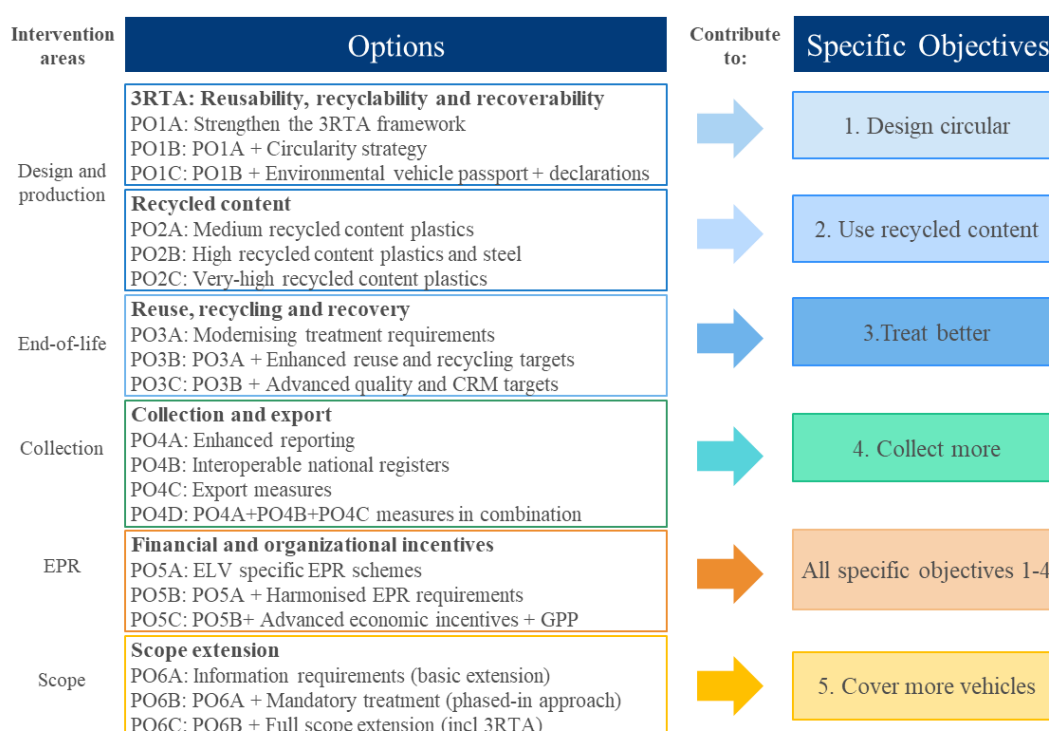 Intervention areas
Options
Contribute to:
Specific Objectives
Design and production
3RTA: Reusability, recyclability and recoverability
PO1A: Strengthen the 3RTA framework
PO1B: PO1A + Circularity strategy
PO1C: PO1B + Environmental vehicle passport + declarations
1. Design circular
Recycled content
PO2A: Medium recycled content plastics
PO2B: High recycled content plastics and steel
PO2C: Very-high recycled content plastics
2. Use recycled content
End-of-life
Reuse, recycling and recovery
PO3A: Modernising treatment requirements
PO3B: PO3A + Enhanced reuse and recycling targets
PO3C: PO3B + Advanced quality and CRM targets
3.Treat better
Collection
Collection and export
PO4A: Enhanced reporting
PO4B: Interoperable national registers
PO4C: Export measures
PO4D: PO4A+PO4B+PO4C measures in combination
4. Collect more
EPR
Financial and organizational incentives
PO5A: ELV specific EPR schemes
PO5B: PO5A + Harmonised EPR requirements
PO5C: PO5B+ Advanced economic incentives + GPP
All specific objectives 1-4
Scope
Scope extension
PO6A: Information requirements (basic extension)
PO6B: PO6A + Mandatory treatment (phased-in approach)
PO6C: PO6B + Full scope extension (incl 3RTA)
5. Cover more vehicles